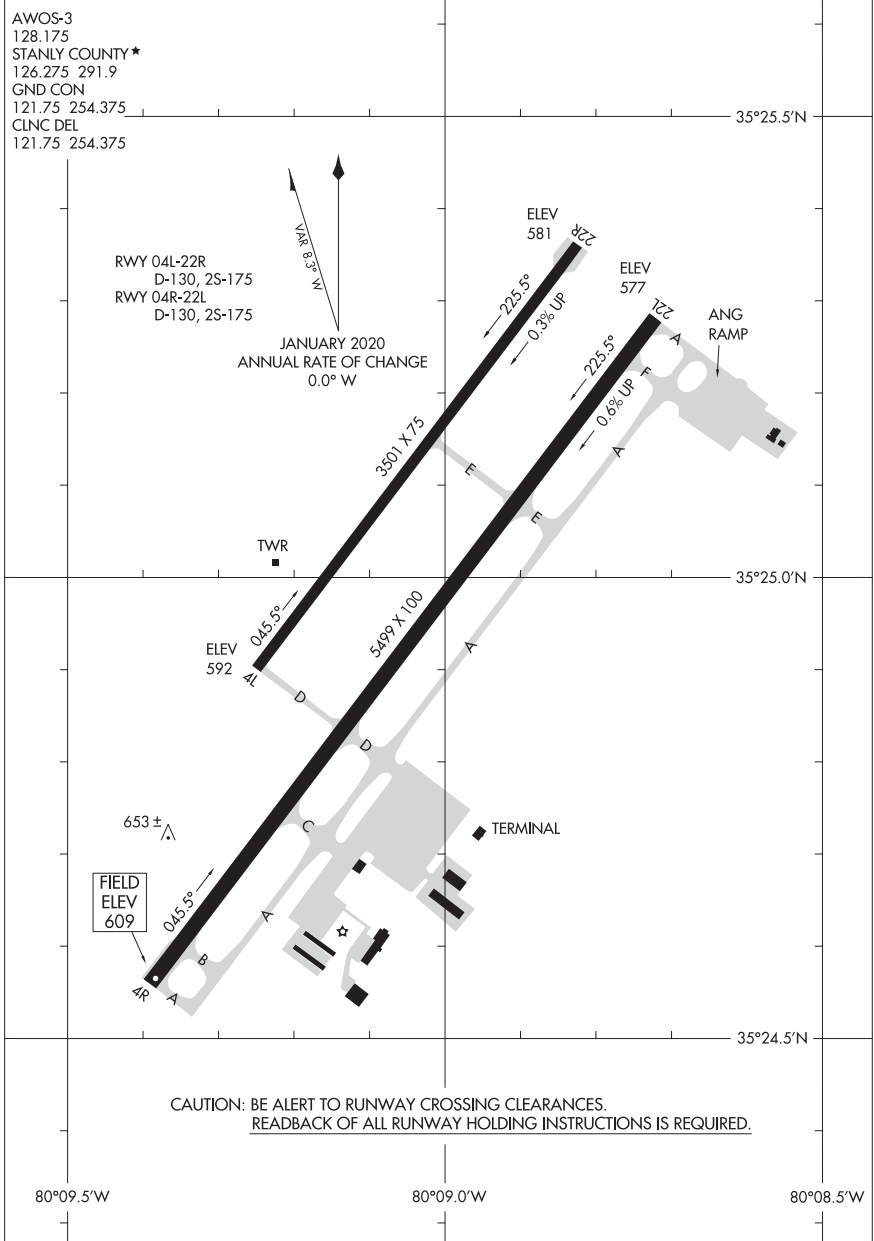 AWOS-3
128.175
STANLY COUNTY★
126.275 291.9
GND CON
121.75 254.375
CLNC DEL
121.75 254.375
35°25.5'N
VAR 8.3° W
JANUARY 2020
ANNUAL RATE OF CHANGE
0.0° W
RWY 04L-22R
D-130, 2S-175
RWY 04R-22L
D-130, 2S-175
ELEV
581
22R
ELEV
577
22L
ANG
RAMP
225.5°
0.3% UP
225.5°
0.6% UP
A
F
A
3501 X 75
E
E
TWR
35°25.0'N
045.5°
5499 X 100
A
ELEV
592
4L
D
D
653 ±
C
TERMINAL
FIELD
ELEV
609
045.5°
A
B
4R
A
35°24.5'N
CAUTION: BE ALERT TO RUNWAY CROSSING CLEARANCES.
READBACK OF ALL RUNWAY HOLDING INSTRUCTIONS IS REQUIRED.
80°09.5'W
80°09.0'W
80°08.5'W